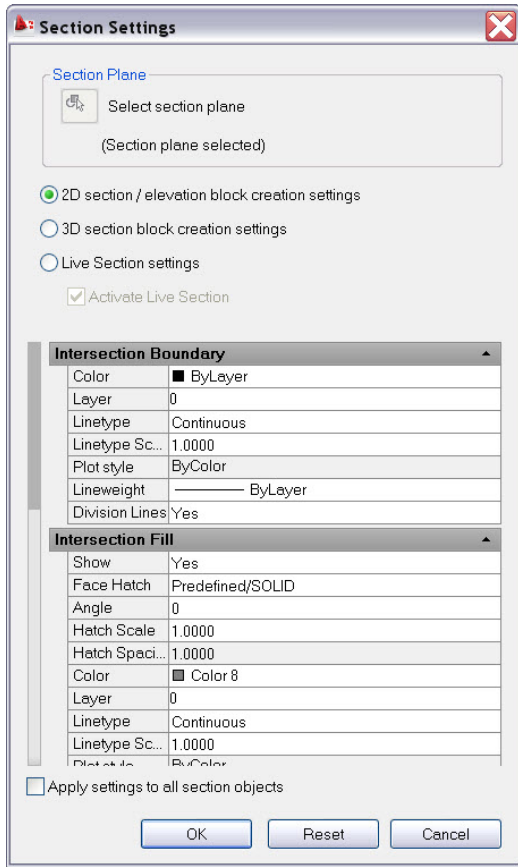 Section Settings
Section Plane
Select section plane
(Section plane selected)
2D section / elevation block creation settings
3D section block creation settings
Live Section settings
Activate Live Section
Intersection Boundary
Color ByLayer
Layer 0
Linetype Continuous
Linetype Sc... 1.0000
Plot style ByColor
Lineweight ByLayer
Division Lines Yes
Intersection Fill
Show Yes
Face Hatch Predefined/SOLID
Angle 0
Hatch Scale 1.0000
Hatch Spaci... 1.0000
Color Color 8
Layer 0
Linetype Continuous
Linetype Sc... 1.0000
Plot style ByColor
Apply settings to all section objects
OK Reset Cancel